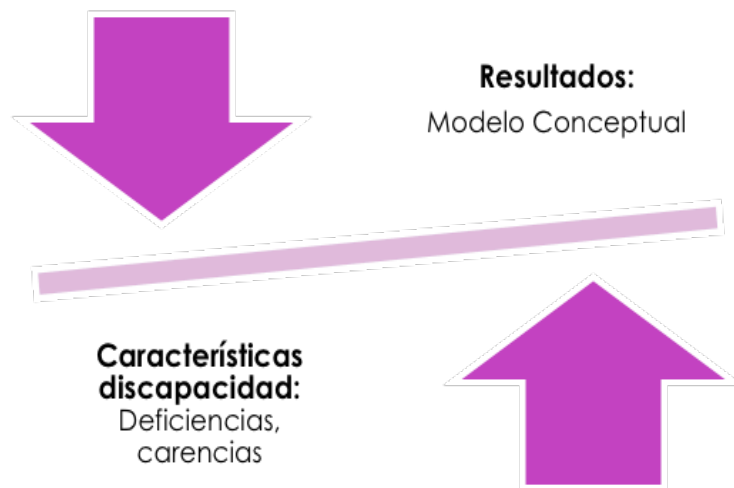 Resultados:
Modelo Conceptual
Características
discapacidad:
Deficiencias,
carencias